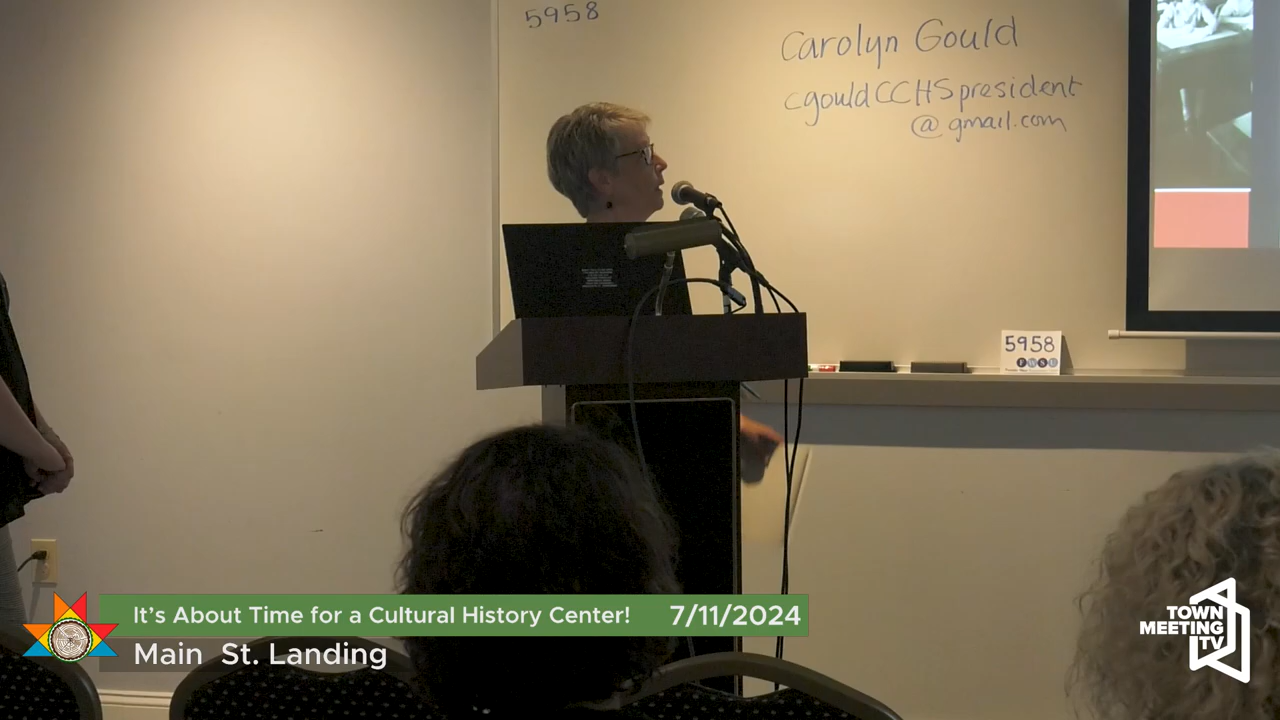 5958
Carolyn Gould
cgouldCCHSpresident
@gmail.com
5958
It's About Time for a Cultural History Center! 7/11/2024
Main St. Landing
TOWN
MEETING
TV